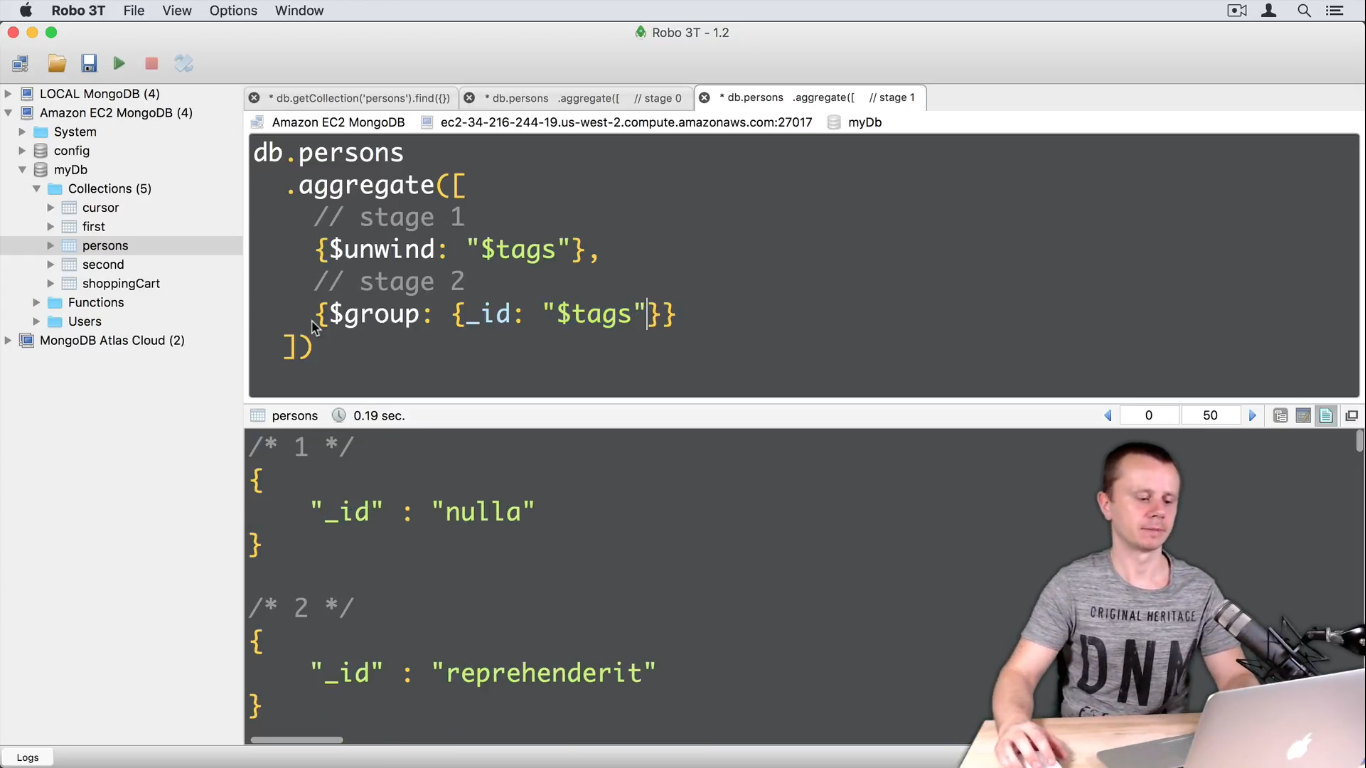 Robo 3T File View Options Window
Robo 3T - 1.2
LOCAL MongoDB (4)
Amazon EC2 MongoDB (4)
System
config
myDb
Collections (5)
cursor
first
persons
second
shoppingCart
Functions
Users
MongoDB Atlas Cloud (2)
* db.getCollection('persons').find({})
* db.persons .aggregate([ // stage 0
* db.persons .aggregate([ // stage 1
Amazon EC2 MongoDB ec2-34-216-244-19.us-west-2.compute.amazonaws.com:27017 myDb
db.persons
.aggregate([
// stage 1
{$unwind: "$tags"},
// stage 2
{$group: {_id: "$tags"}}
])
persons 0.19 sec. 0 50
/* 1 */
{
"_id" : "nulla"
}
/* 2 */
{
"_id" : "reprehenderit"
}
ORIGINAL HERITAGE
DNM
Logs